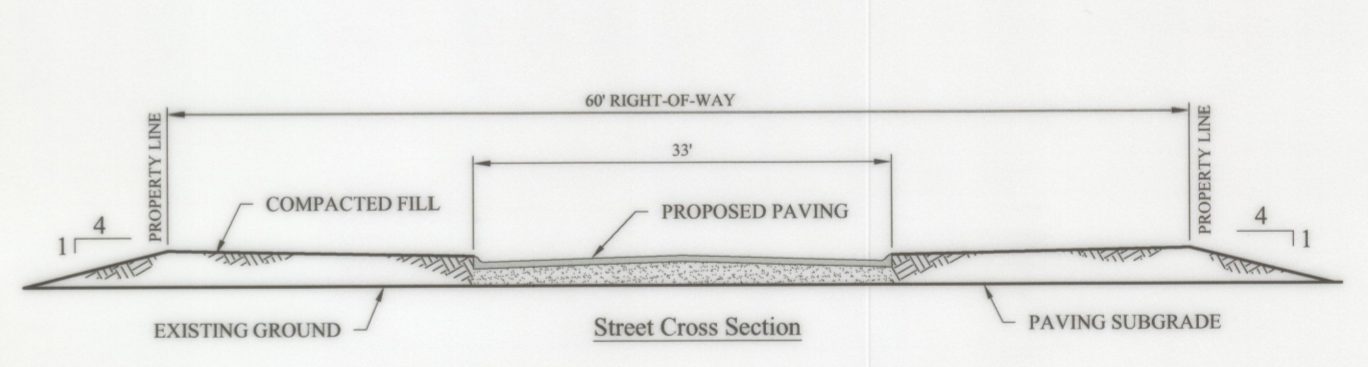 60' RIGHT-OF-WAY
PROPERTY LINE
33'
PROPERTY LINE
COMPACTED FILL
PROPOSED PAVING
4
1
4
1
EXISTING GROUND
Street Cross Section
PAVING SUBGRADE